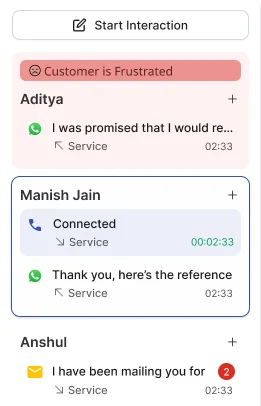 Start Interaction
Customer is Frustrated
Aditya
I was promised that I would re...
Service 02:33
Manish Jain
Connected
Service 00:02:33
Thank you, here's the reference
Service 02:33
Anshul
I have been mailing you for 2
Service 02:33